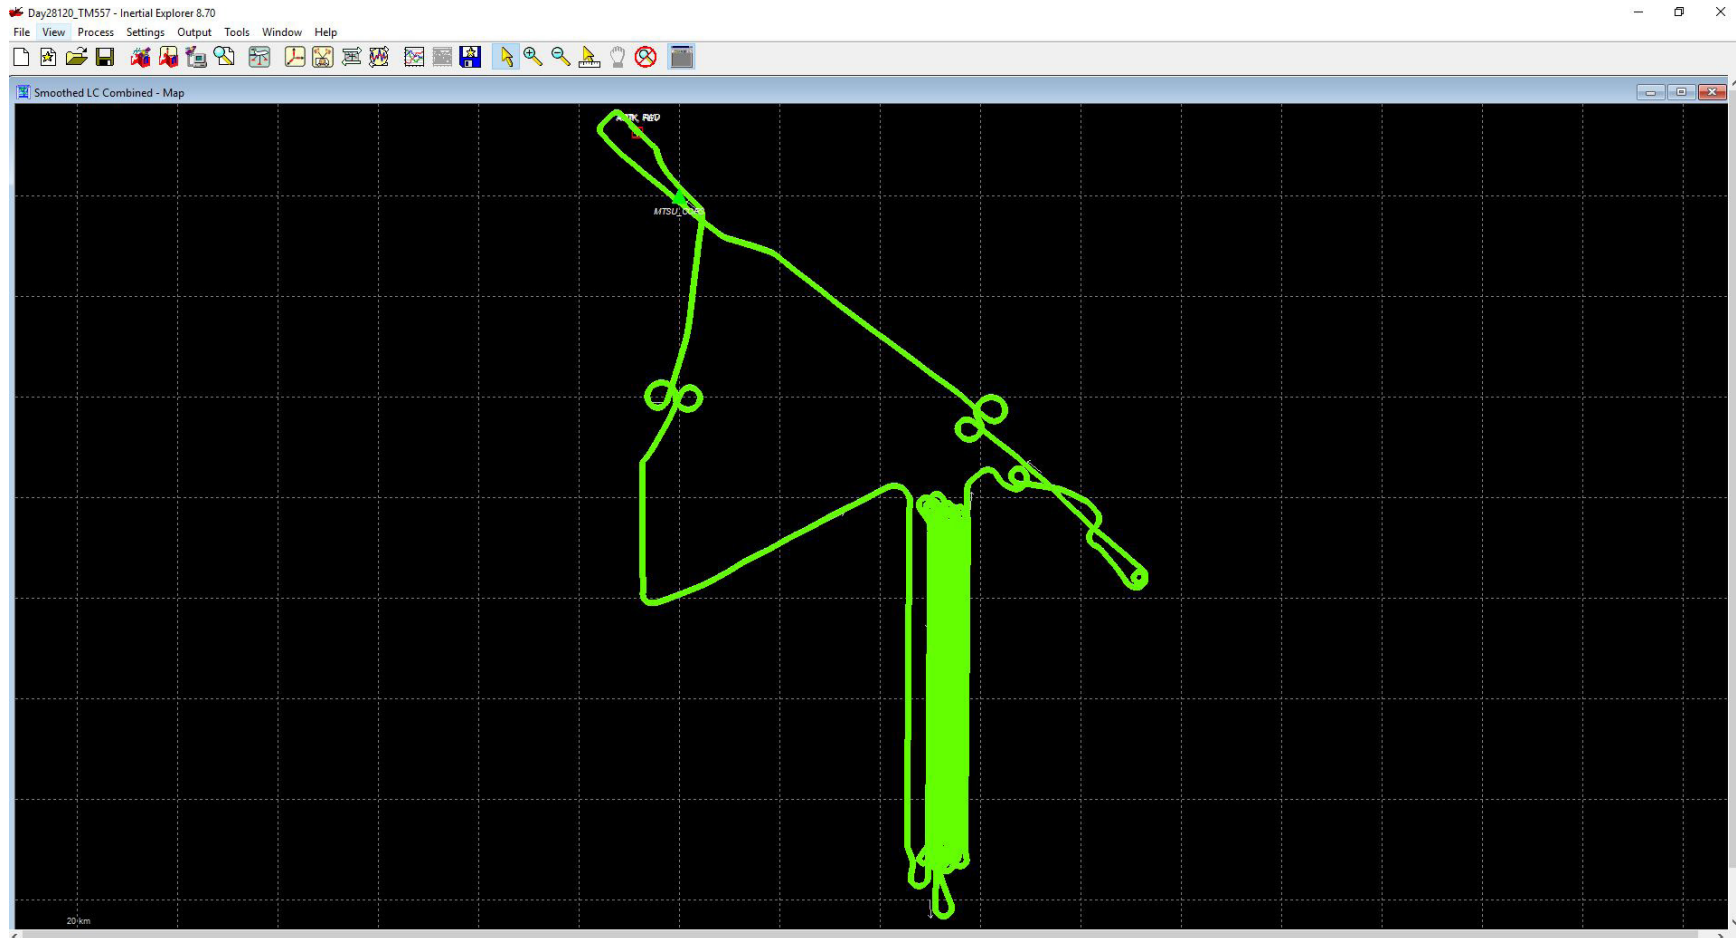 Day28120_TM557 - Inertial Explorer 8.70
File View Process Settings Output Tools Window Help
Smoothed LC Combined - Map
20 km